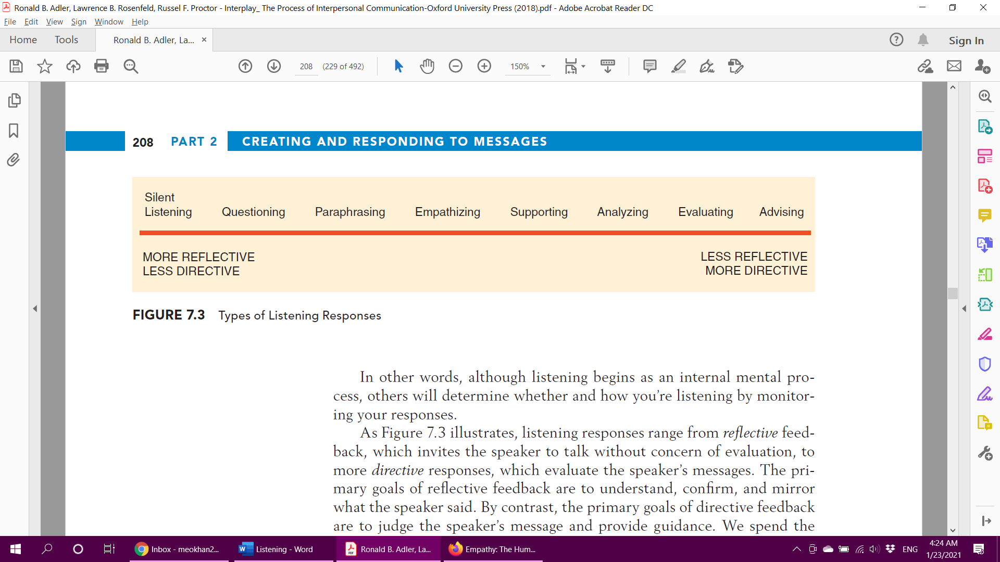 Ronald B. Adler, Lawrence B. Rosenfeld, Russel F. Proctor - Interplay_ The Process of Interpersonal Communication-Oxford University Press (2018).pdf - Adobe Acrobat Reader DC
File Edit View Sign Window Help
Home Tools Ronald B. Adler, La... × Sign In
208 (229 of 492) 150%
208 PART 2 CREATING AND RESPONDING TO MESSAGES
Silent
Listening Questioning Paraphrasing Empathizing Supporting Analyzing Evaluating Advising
MORE REFLECTIVE LESS REFLECTIVE
LESS DIRECTIVE MORE DIRECTIVE
FIGURE 7.3 Types of Listening Responses
In other words, although listening begins as an internal mental pro-
cess, others will determine whether and how you’re listening by monitor-
ing your responses.
As Figure 7.3 illustrates, listening responses range from reflective feed-
back, which invites the speaker to talk without concern of evaluation, to
more directive responses, which evaluate the speaker’s messages. The pri-
mary goals of reflective feedback are to understand, confirm, and mirror
what the speaker said. By contrast, the primary goals of directive feedback
are to judge the speaker’s message and provide guidance. We spend the
Inbox - meokhan2... Listening - Word Ronald B. Adler, La... Empathy: The Hum... ENG 4:24 AM
1/23/2021